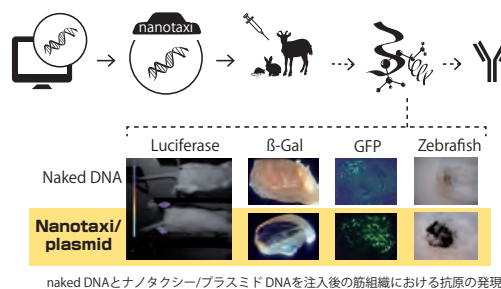 nanotaxi
Luciferase ß-Gal GFP Zebrafish
Naked DNA
Nanotaxi/
plasmid
naked DNAとナノタクシー/プラスミド DNAを注入後の筋組織における抗原の発現